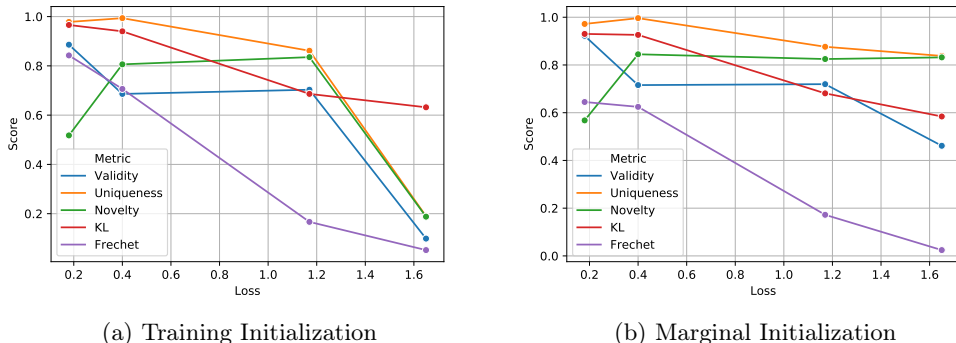 1.0
0.8
0.6
0.4
0.2
Score
Metric
Validity
Uniqueness
Novelty
KL
Frechet
0.2 0.4 0.6 0.8 1.0 1.2 1.4 1.6
Loss
(a) Training Initialization
1.0
0.8
0.6
0.4
0.2
0.0
Score
Metric
Validity
Uniqueness
Novelty
KL
Frechet
0.2 0.4 0.6 0.8 1.0 1.2 1.4 1.6
Loss
(b) Marginal Initialization